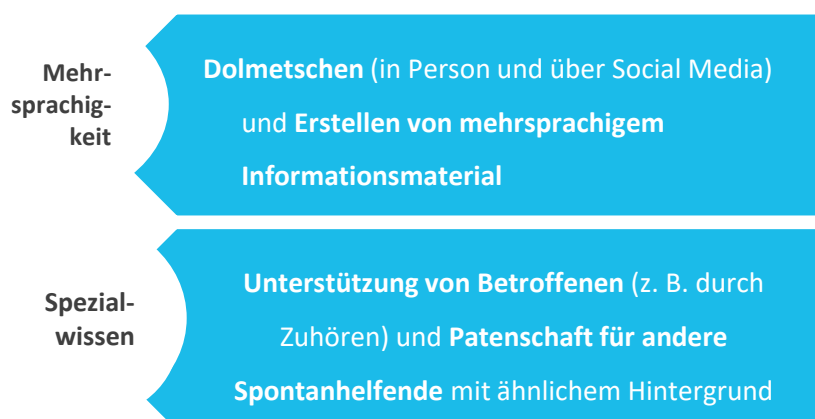 Mehr-
sprachig-
keit
Dolmetschen (in Person und über Social Media)
und Erstellen von mehrsprachigem
Informationsmaterial
Spezial-
wissen
Unterstützung von Betroffenen (z. B. durch
Zuhören) und Patenschaft für andere
Spontanhelfende mit ähnlichem Hintergrund